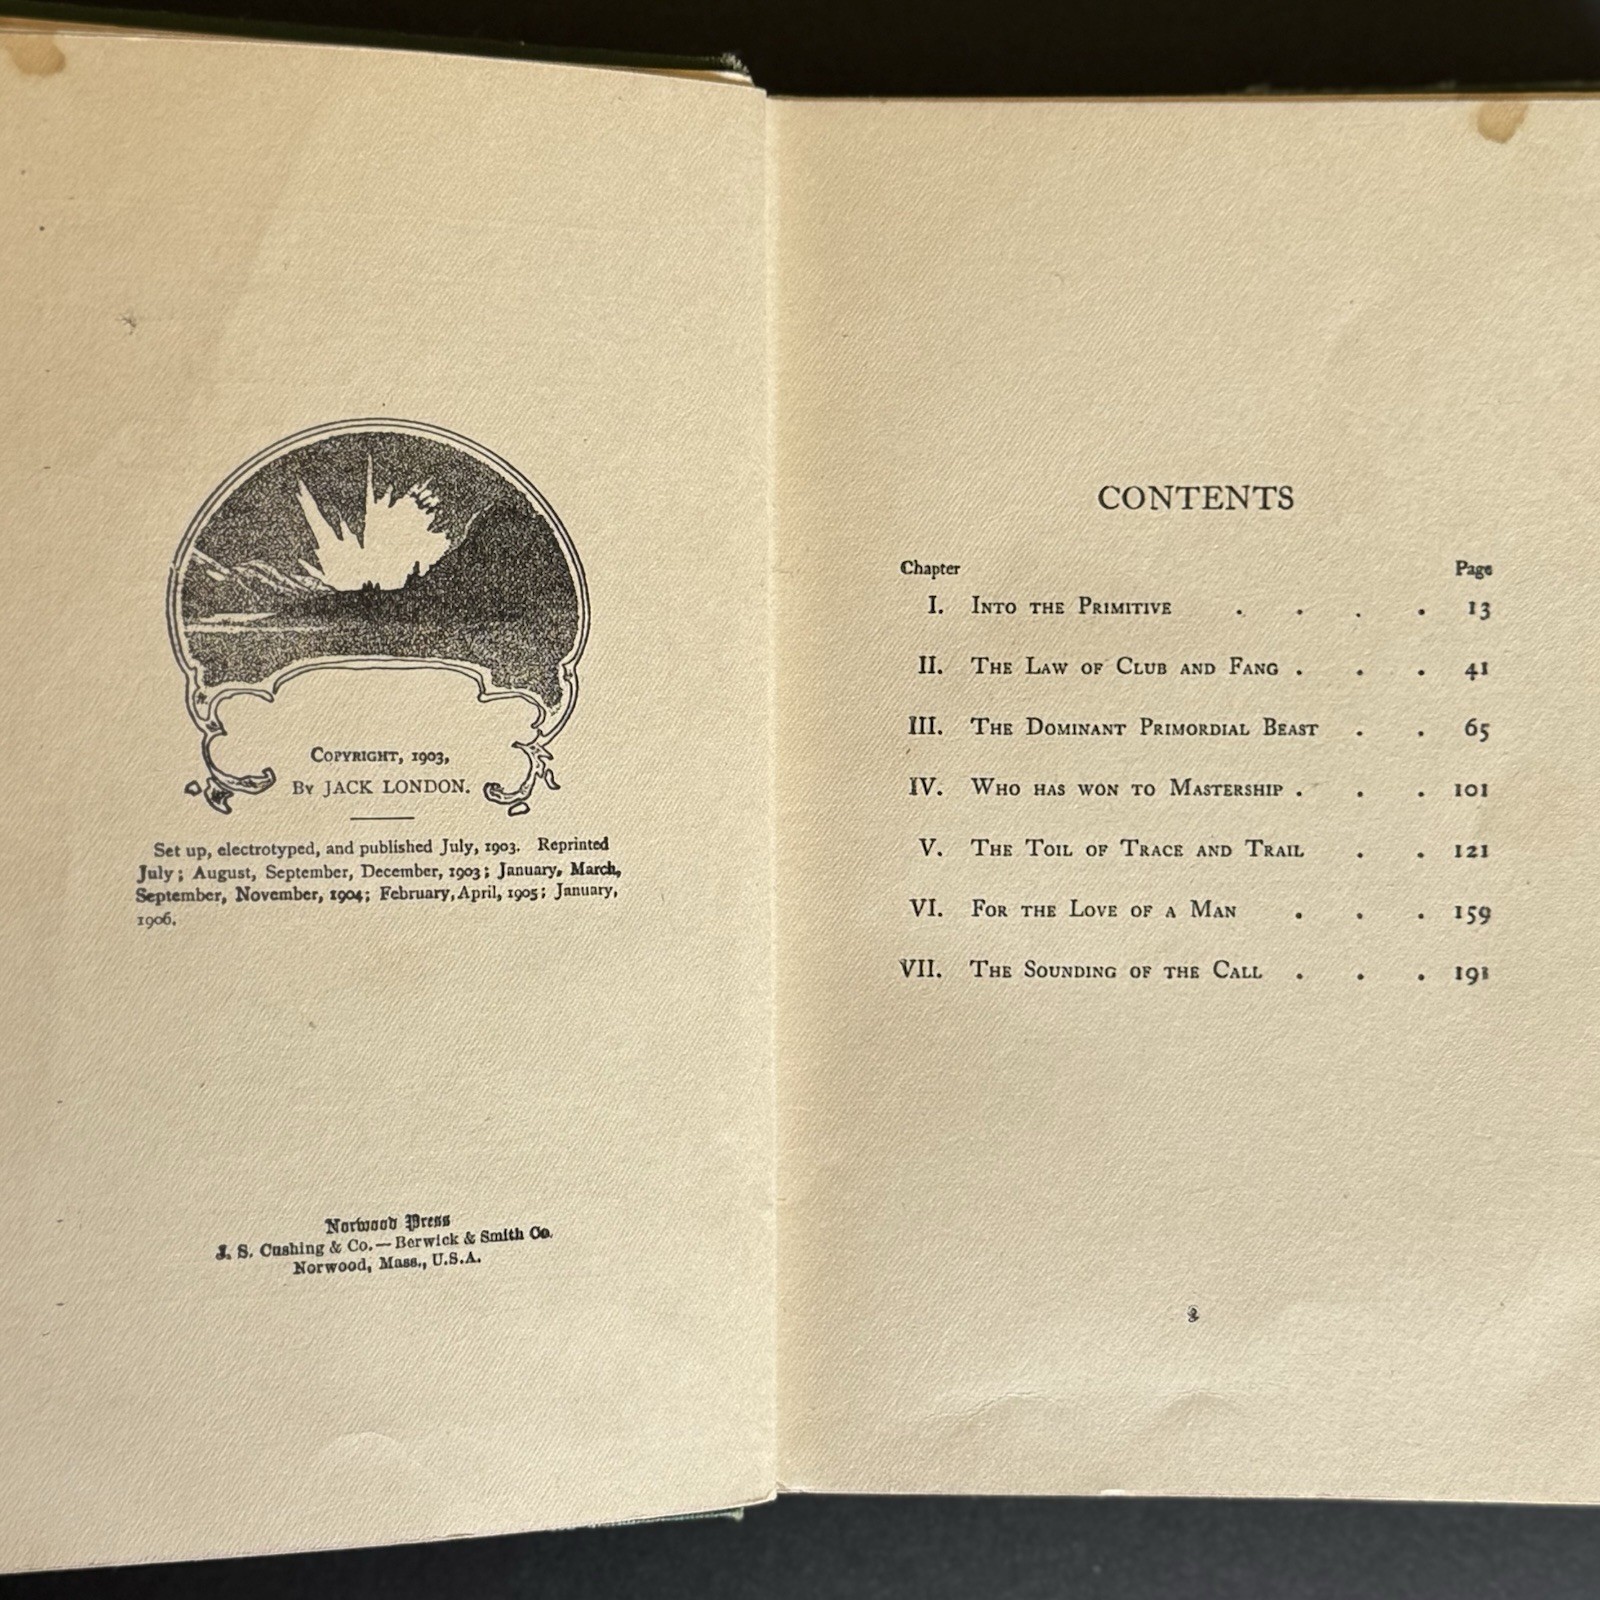 COPYRIGHT, 1903,
BY JACK LONDON.
Set up, electrotyped, and published July, 1903. Reprinted
July; August, September, December, 1903; January, March,
September, November, 1904; February, April, 1905; January,
1906.
Norwood Press
J. S. Cushing & Co. — Berwick & Smith Co.
Norwood, Mass., U.S.A.
CONTENTS
Chapter Page
I. INTO THE PRIMITIVE . . . . 13
II. THE LAW OF CLUB AND FANG . . . 41
III. THE DOMINANT PRIMORDIAL BEAST . . 65
IV. WHO HAS WON TO MASTERSHIP . . . 101
V. THE TOIL OF TRACE AND TRAIL . . 121
VI. FOR THE LOVE OF A MAN . . . 159
VII. THE SOUNDING OF THE CALL . . . 191